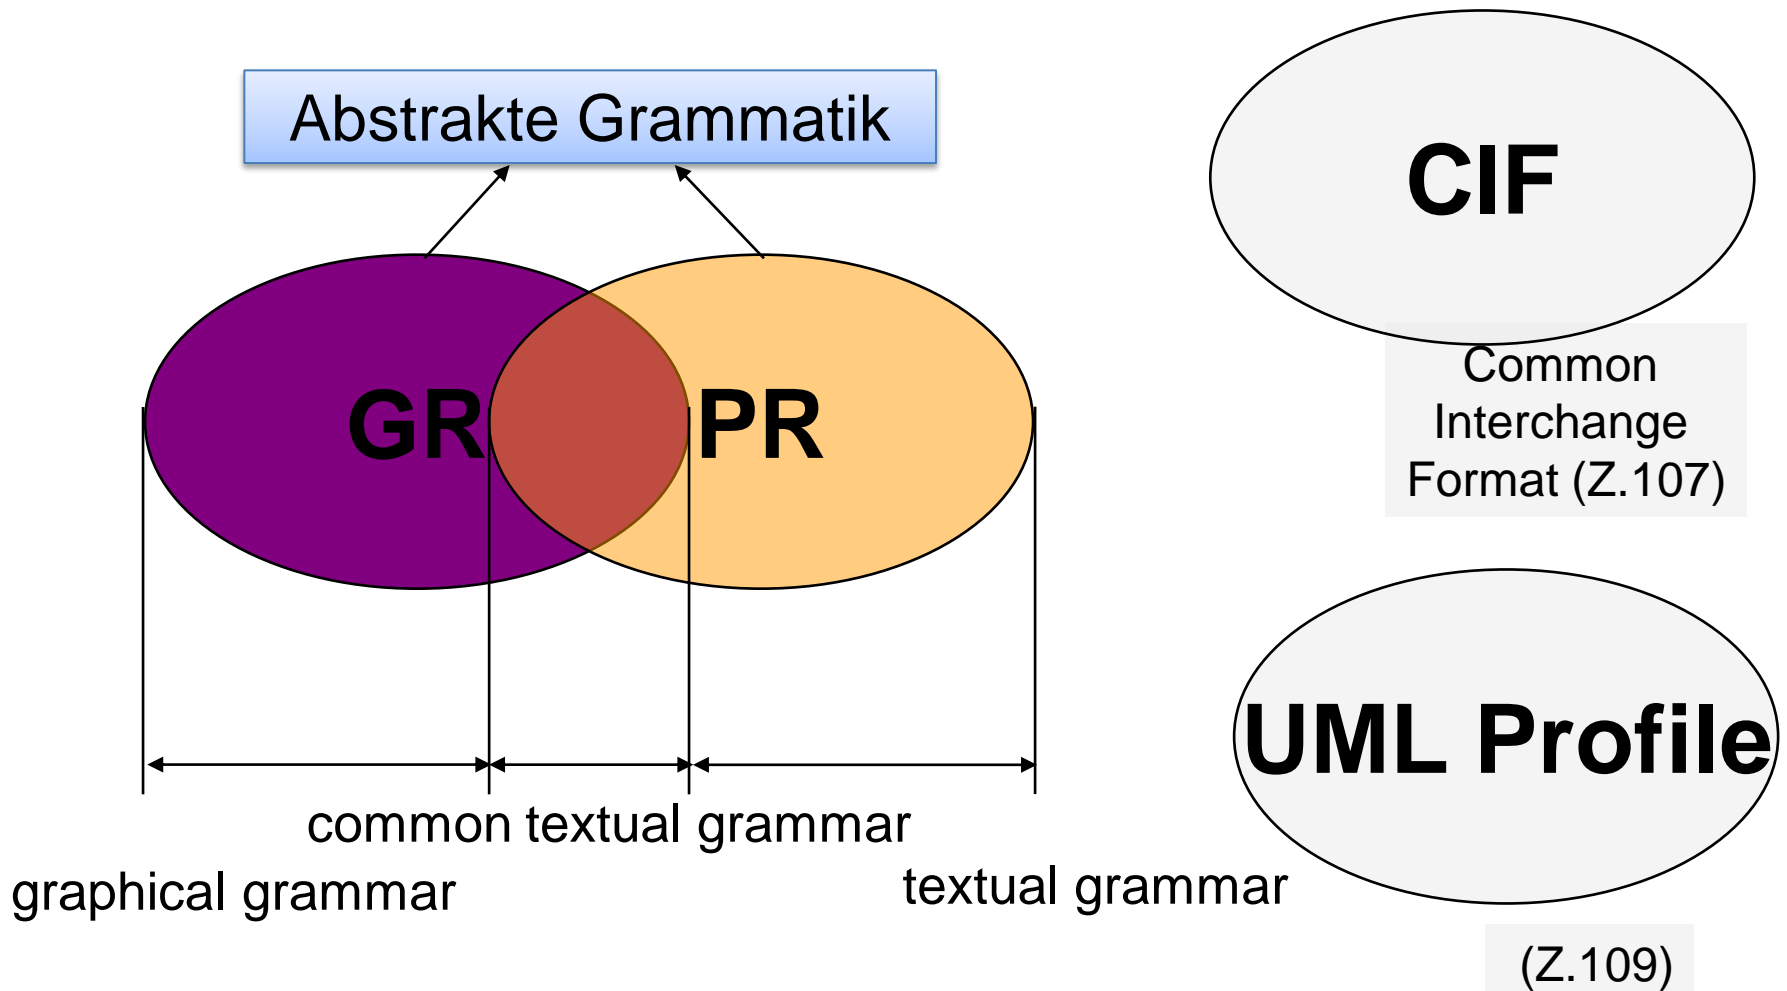 Abstrakte Grammatik
GR
PR
common textual grammar
graphical grammar
textual grammar
CIF
Common
Interchange
Format (Z.107)
UML Profile
(Z.109)